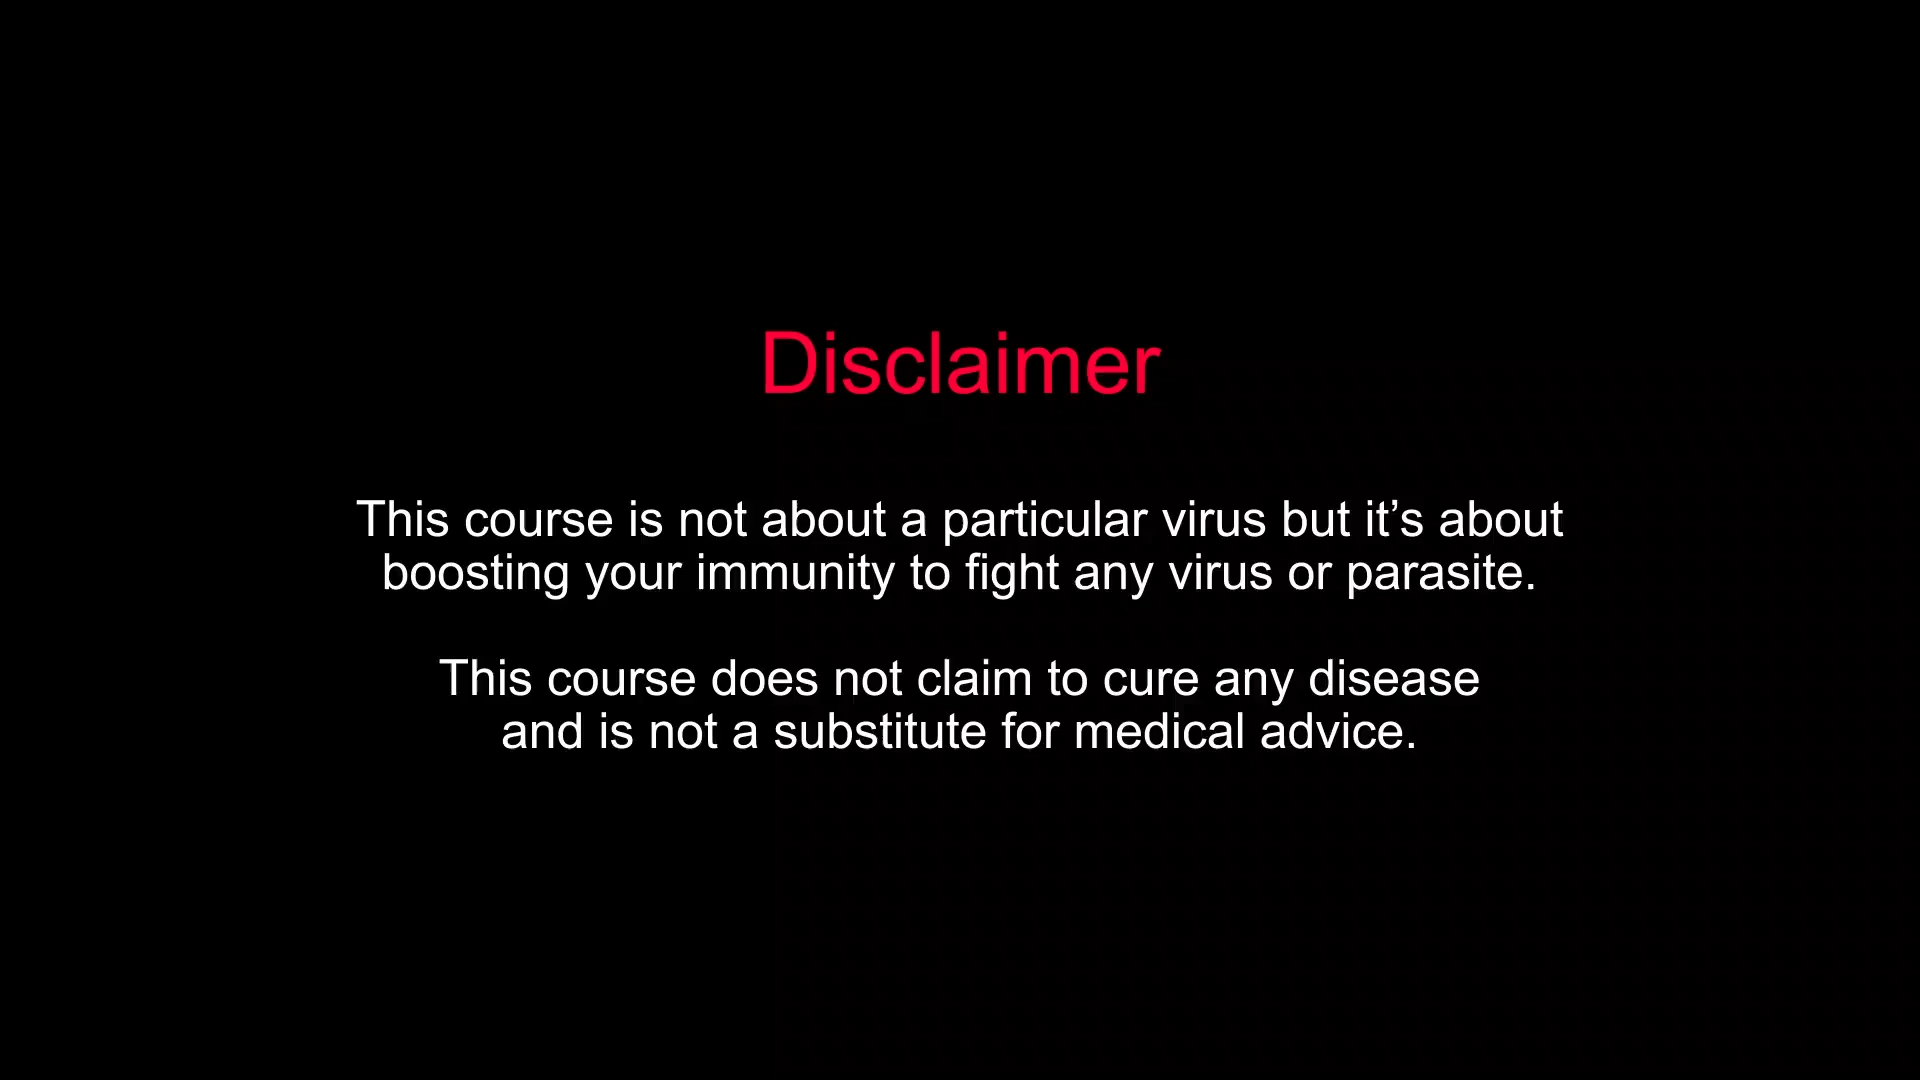 Disclaimer
This course is not about a particular virus but it’s about
boosting your immunity to fight any virus or parasite.
This course does not claim to cure any disease
and is not a substitute for medical advice.